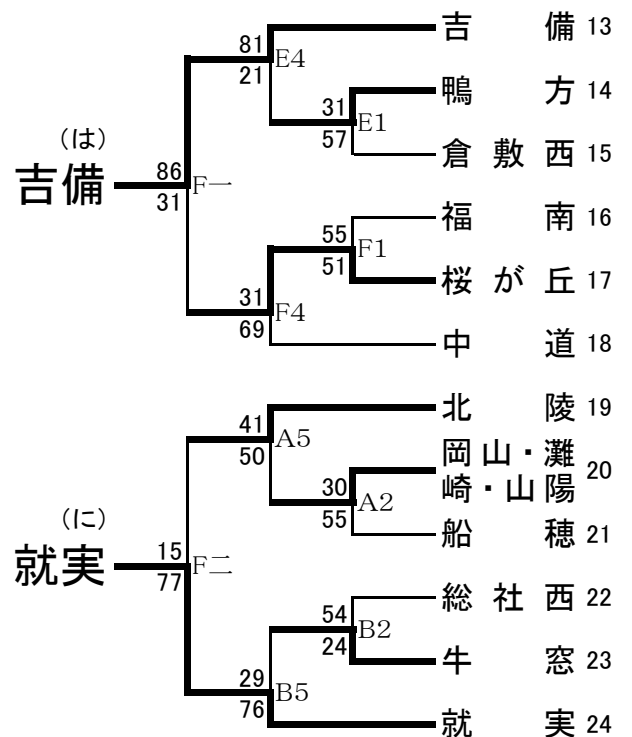 吉備 13
81
21
E4
鴨方 14
31
57
E1
倉敷西 15
(は)
吉備
86
31
F一
福南 16
55
51
F1
桜が丘 17
31
69
F4
中道 18
北陵 19
41
50
A5
岡山・灘
崎・山陽
20
30
55
A2
船穂 21
(に)
就実
15
77
F二
総社西 22
54
24
B2
牛窓 23
29
76
B5
就実 24